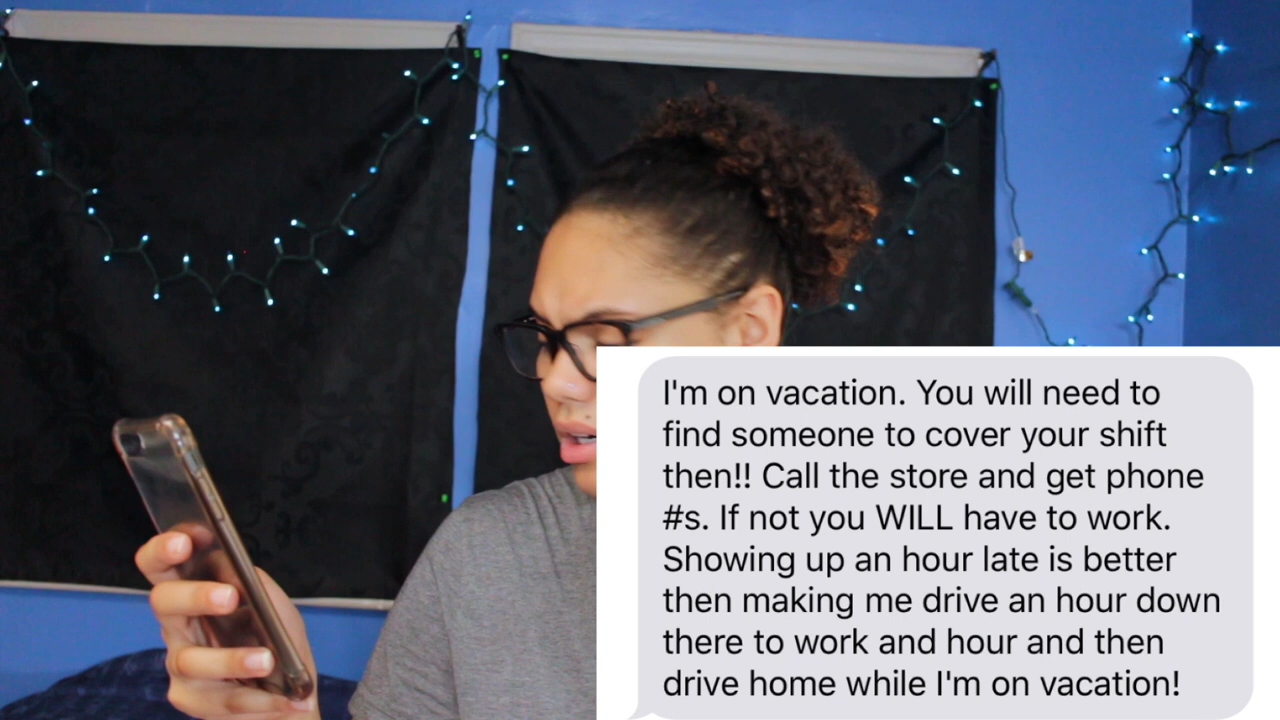 I'm on vacation. You will need to
find someone to cover your shift
then!! Call the store and get phone
#s. If not you WILL have to work.
Showing up an hour late is better
then making me drive an hour down
there to work and hour and then
drive home while I'm on vacation!